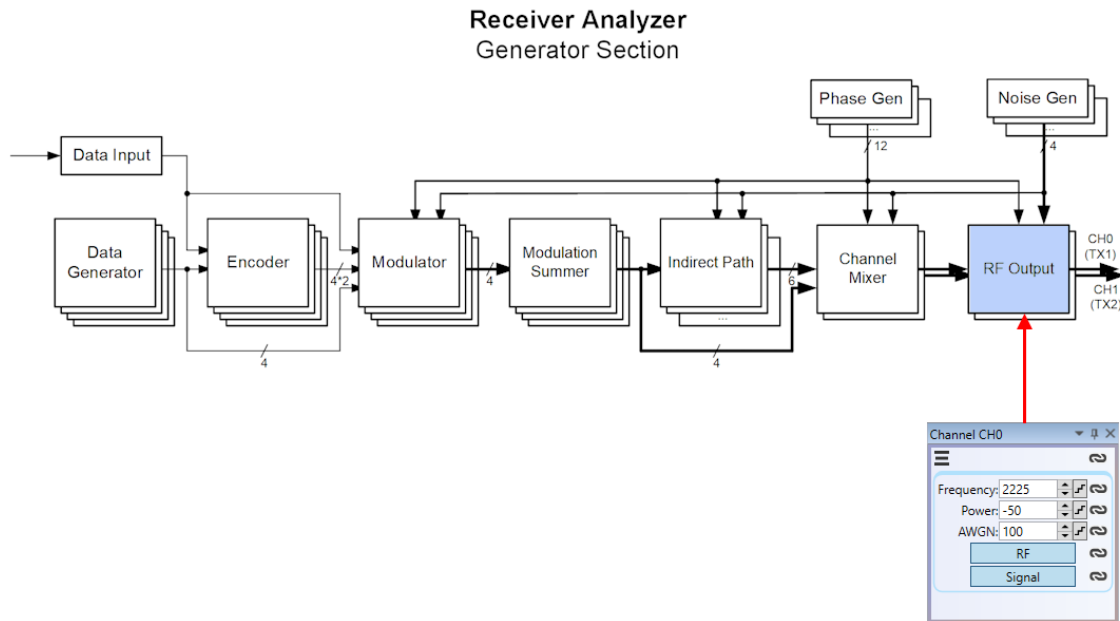 Receiver Analyzer
Generator Section
Phase Gen
Noise Gen
...
...
12
4
Data Input
Data
Generator
Encoder
4*2
Modulator
4
Modulation
Summer
Indirect Path
...
6
Channel
Mixer
RF Output
CH0
(TX1)
CH1
(TX2)
4
4
Channel CH0
Frequency: 2225
Power: -50
AWGN: 100
RF
Signal